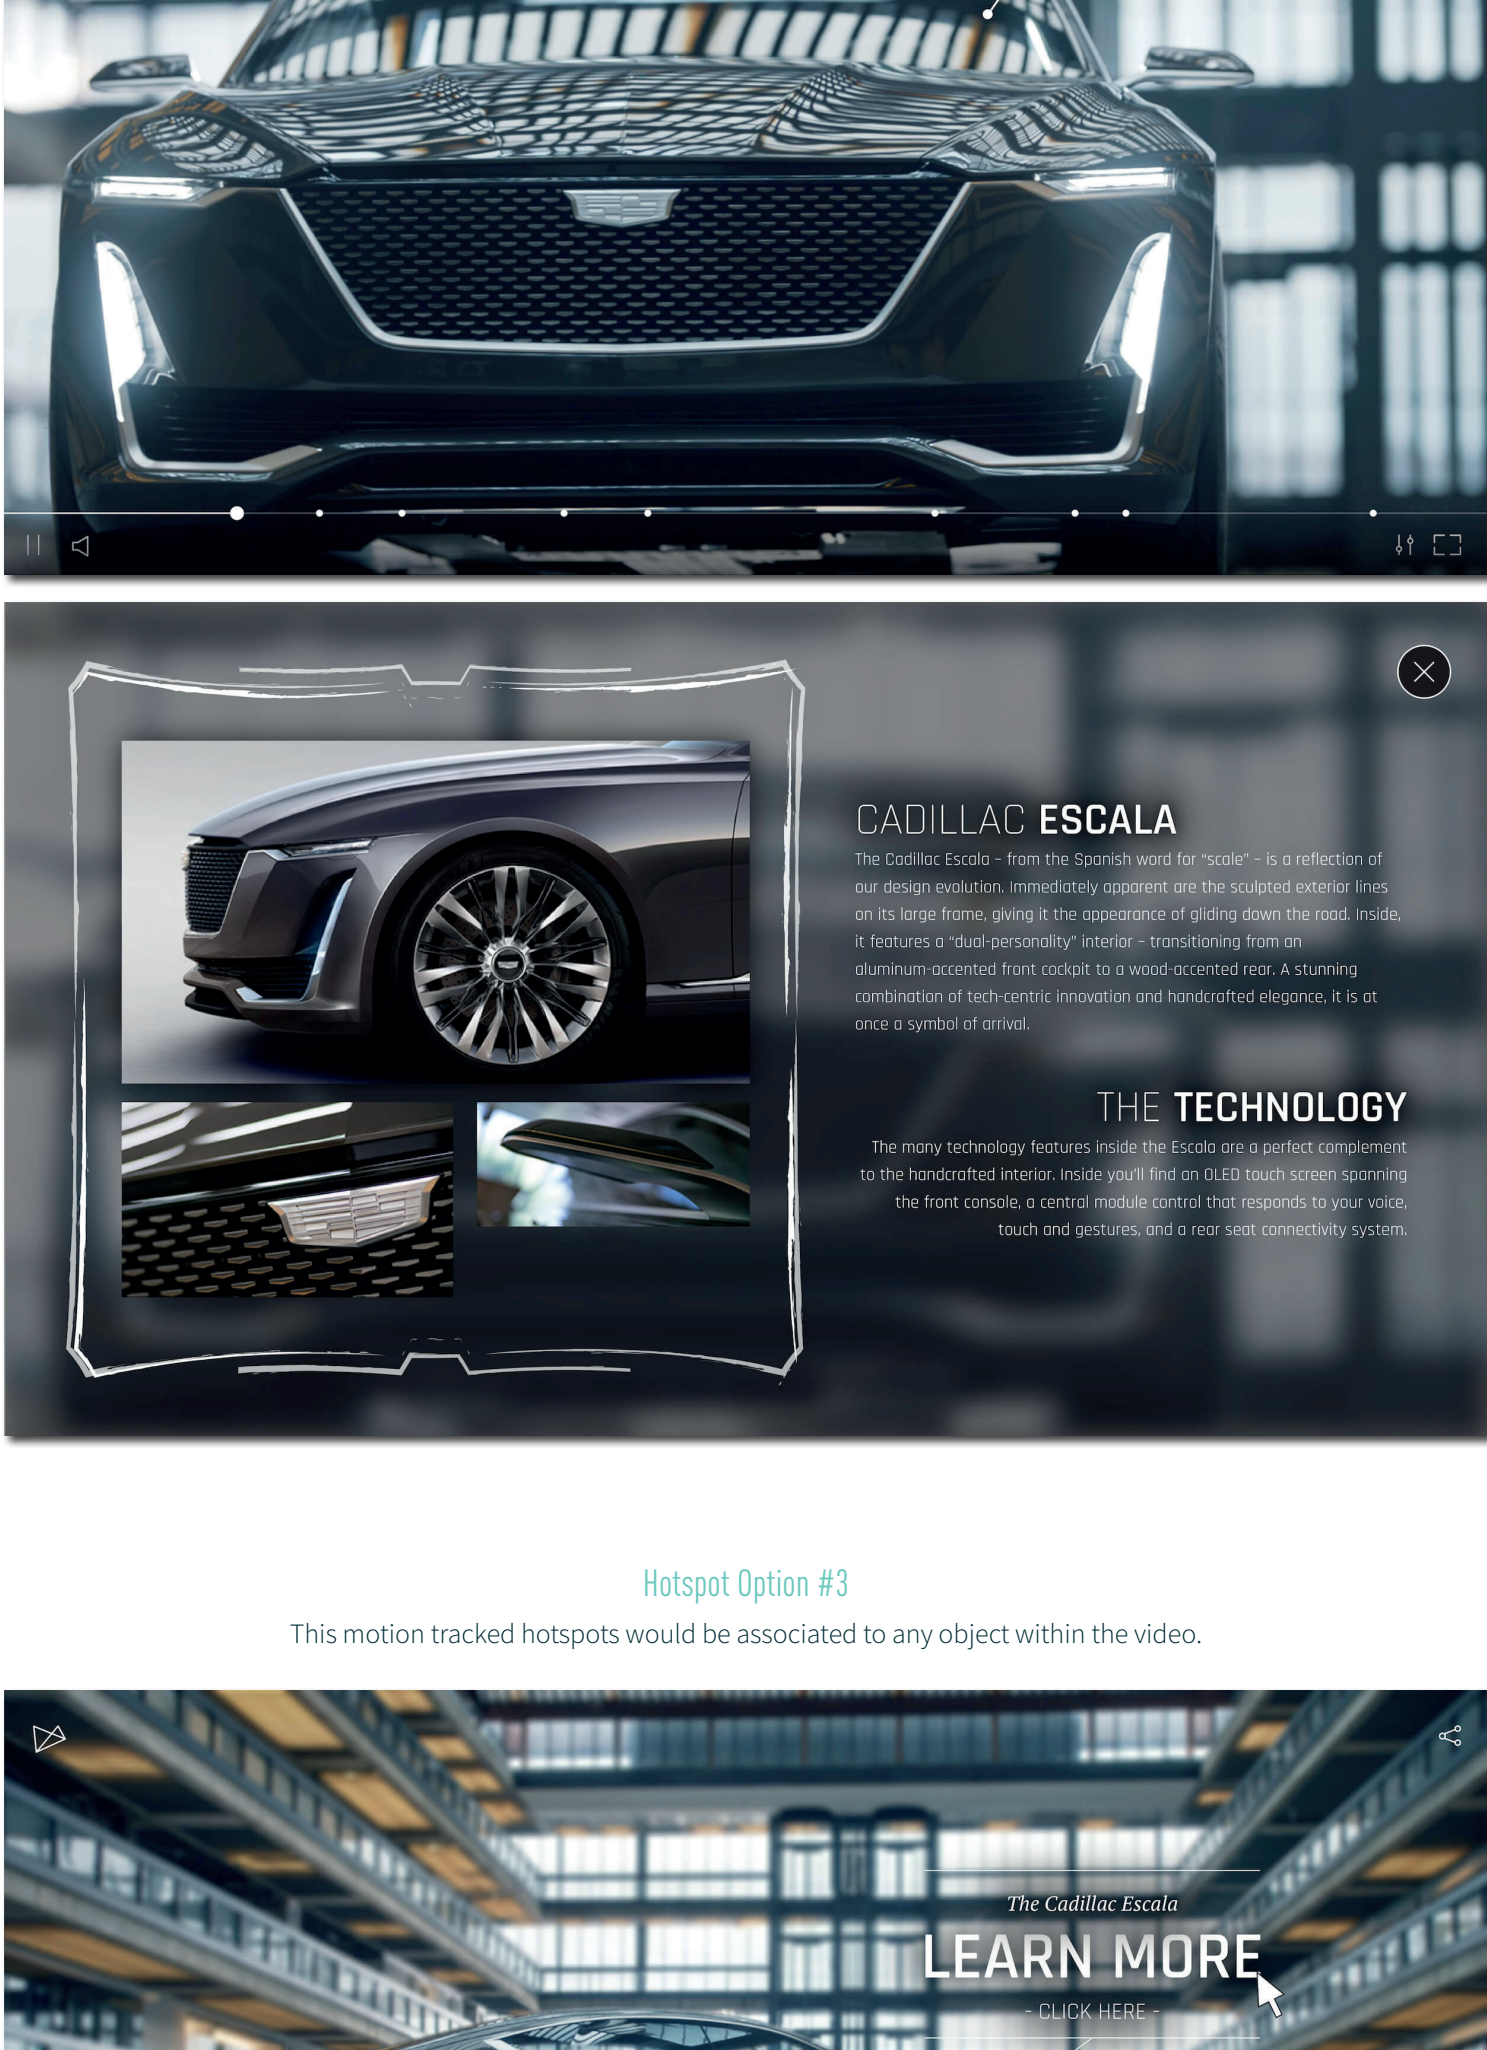 CADILLAC ESCALA
The Cadillac Escala – from the Spanish word for “scale” – is a reflection of
our design evolution. Immediately apparent are the sculpted exterior lines
on its large frame, giving it the appearance of gliding down the road. Inside,
it features a “dual-personality” interior – transitioning from an
aluminum-accented front cockpit to a wood-accented rear. A stunning
combination of tech-centric innovation and handcrafted elegance, it is at
once a symbol of arrival.
THE TECHNOLOGY
The many technology features inside the Escala are a perfect complement
to the handcrafted interior. Inside you'll find an OLED touch screen spanning
the front console, a central module control that responds to your voice,
touch and gestures, and a rear seat connectivity system.
Hotspot Option #3
This motion tracked hotspots would be associated to any object within the video.
The Cadillac Escala
LEARN MORE
- CLICK HERE -